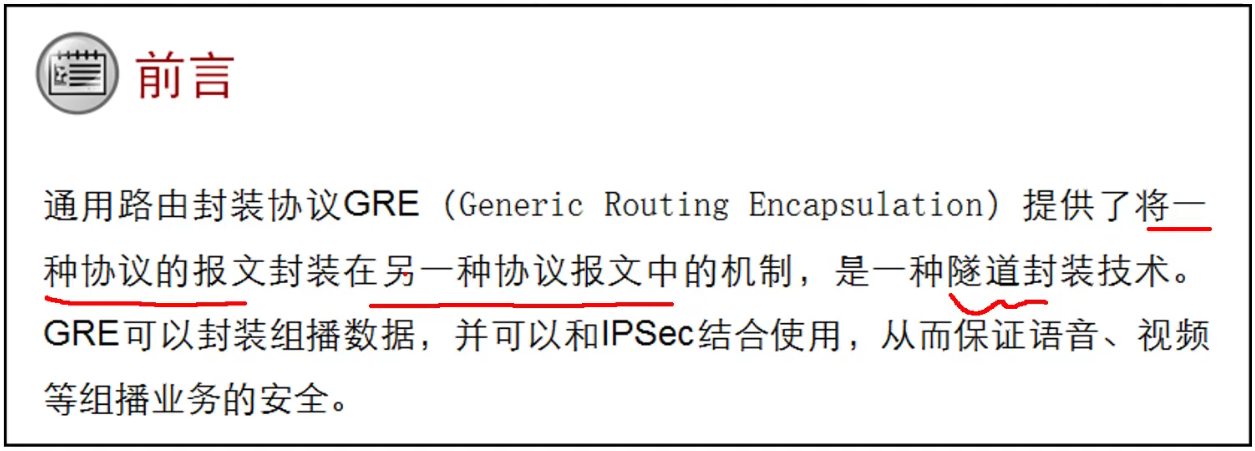 前言
通用路由封装协议GRE（Generic Routing Encapsulation）提供了将一
种协议的报文封装在另一种协议报文中的机制，是一种隧道封装技术。
GRE可以封装组播数据，并可以和IPSec结合使用，从而保证语音、视频
等组播业务的安全。